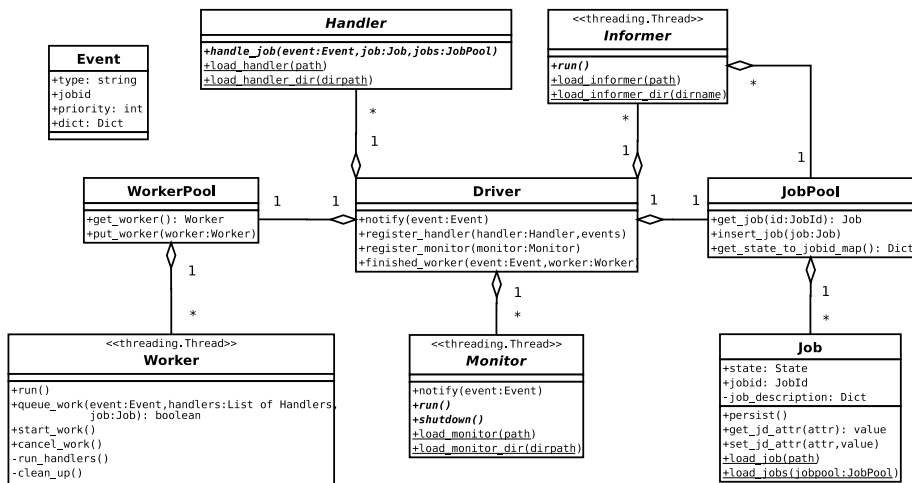 Handler
+handle_job(event:Event,job:Job,jobs:JobPool)
+load_handler(path)
+load_handler_dir(dirpath)
<<threading.Thread>>
Informer
+run()
+load_informer(path)
+load_informer_dir(dirname)
Event
+type: string
+jobid
+priority: int
+dict: Dict
*
1
*
1
*
1
WorkerPool
+get_worker(): Worker
+put_worker(worker:Worker)
1
1
Driver
+notify(event:Event)
+register_handler(handler:Handler,events)
+register_monitor(monitor:Monitor)
+finished_worker(event:Event,worker:Worker)
1
1
JobPool
+get_job(id:JobId): Job
+insert_job(job:Job)
+get_state_to_jobid_map(): Dict
1
*
1
*
1
*
<<threading.Thread>>
Worker
+run()
+queue_work(event:Event,handlers:List of Handlers,
job:Job): boolean
+start_work()
+cancel_work()
-run_handlers()
-clean_up()
<<threading.Thread>>
Monitor
+notify(event:Event)
+run()
+shutdown()
+load_monitor(path)
+load_monitor_dir(dirpath)
Job
+state: State
+jobid: JobId
-job_description: Dict
+persist()
+get_jd_attr(attr): value
+set_jd_attr(attr,value)
+load_job(path)
+load_jobs(jobpool:JobPool)